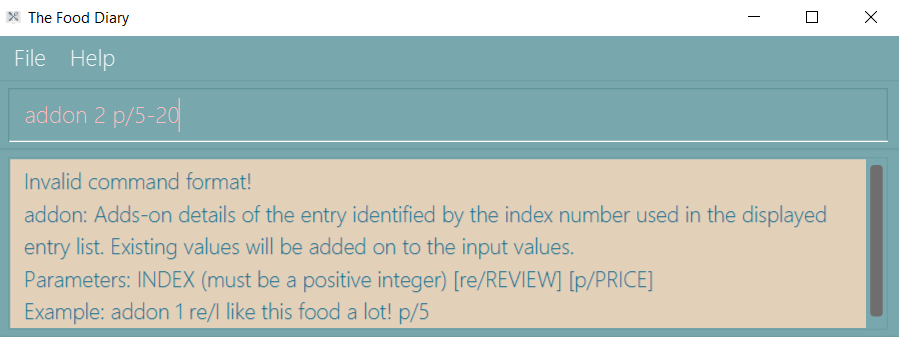 The Food Diary
File Help
addon 2 p/5-20
Invalid command format!
addon: Adds-on details of the entry identified by the index number used in the displayed
entry list. Existing values will be added on to the input values.
Parameters: INDEX (must be a positive integer) [re/REVIEW] [p/PRICE]
Example: addon 1 re/I like this food a lot! p/5